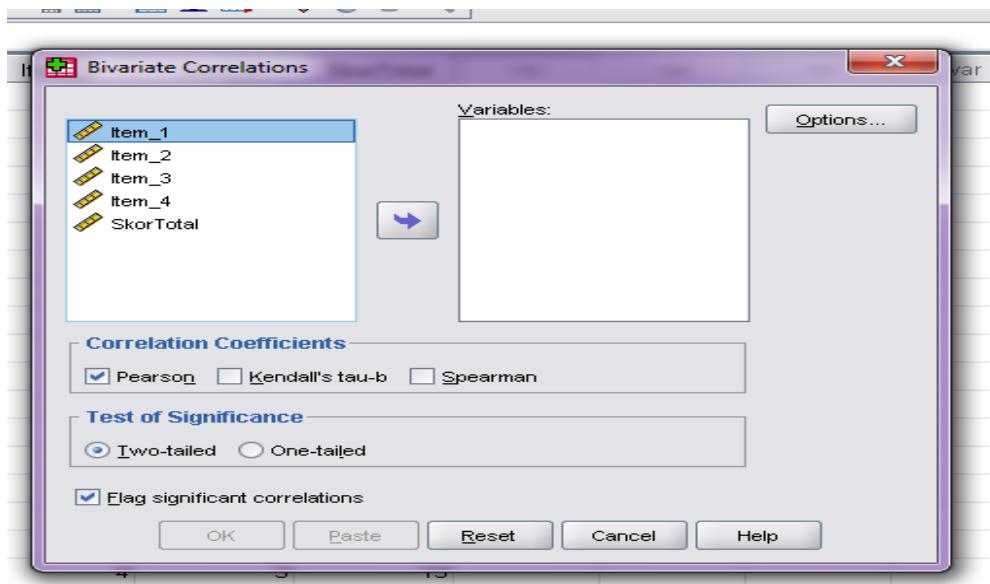 Bivariate Correlations
var
Variables:
Options...
Item_1
Item_2
Item_3
Item_4
SkorTotal
Correlation Coefficients
Pearson Kendall's tau-b Spearman
Test of Significance
Two-tailed One-tailed
Flag significant correlations
OK Paste Reset Cancel Help